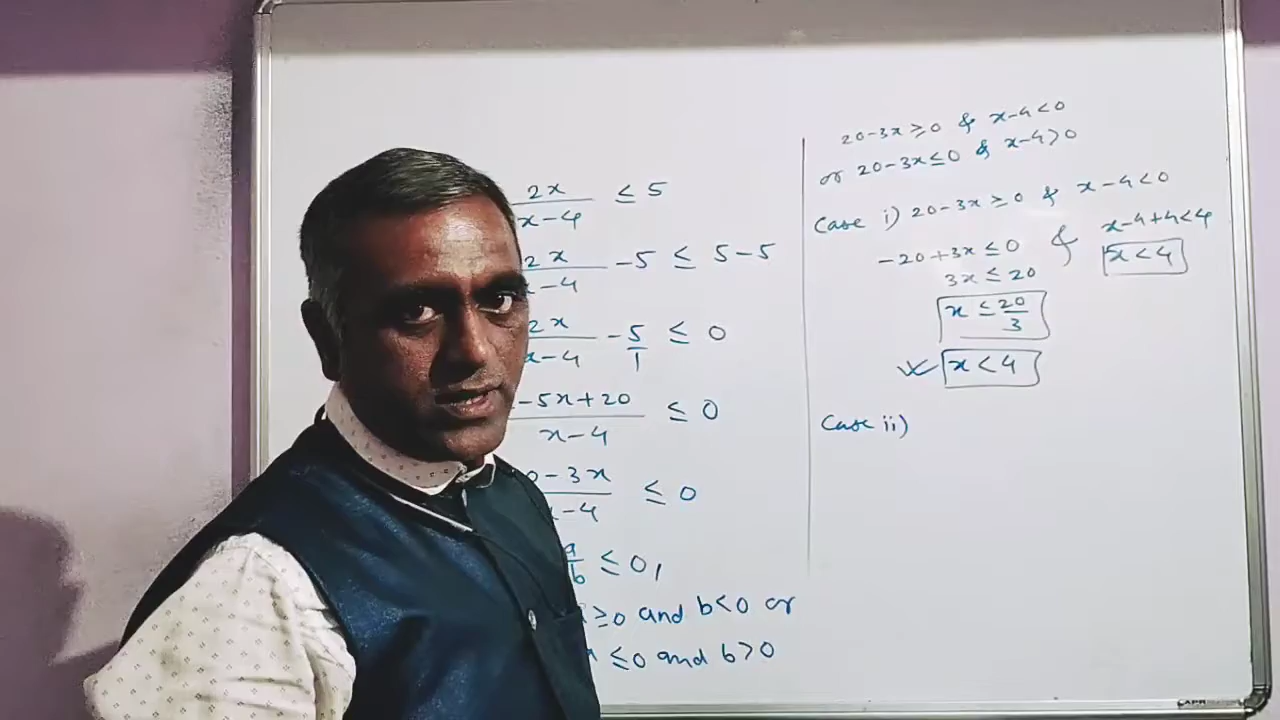 2x/x-4 ≤ 5
2x/x-4 -5 ≤ 5-5
2x/x-4 - 5/1 ≤ 0
-5x+20/x-4 ≤ 0
-3x/-4 ≤ 0
a/b ≤ 0,
≥0 and b<0 or
≤0 and b>0
20-3x ≥ 0 & x-4<0
or 20-3x ≤ 0 & x-4>0
Case i) 20-3x ≥ 0 & x-4<0
-20+3x ≤ 0 & x-4+4<4
3x ≤ 20 x<4
x ≤ 20/3
x<4
Case ii)